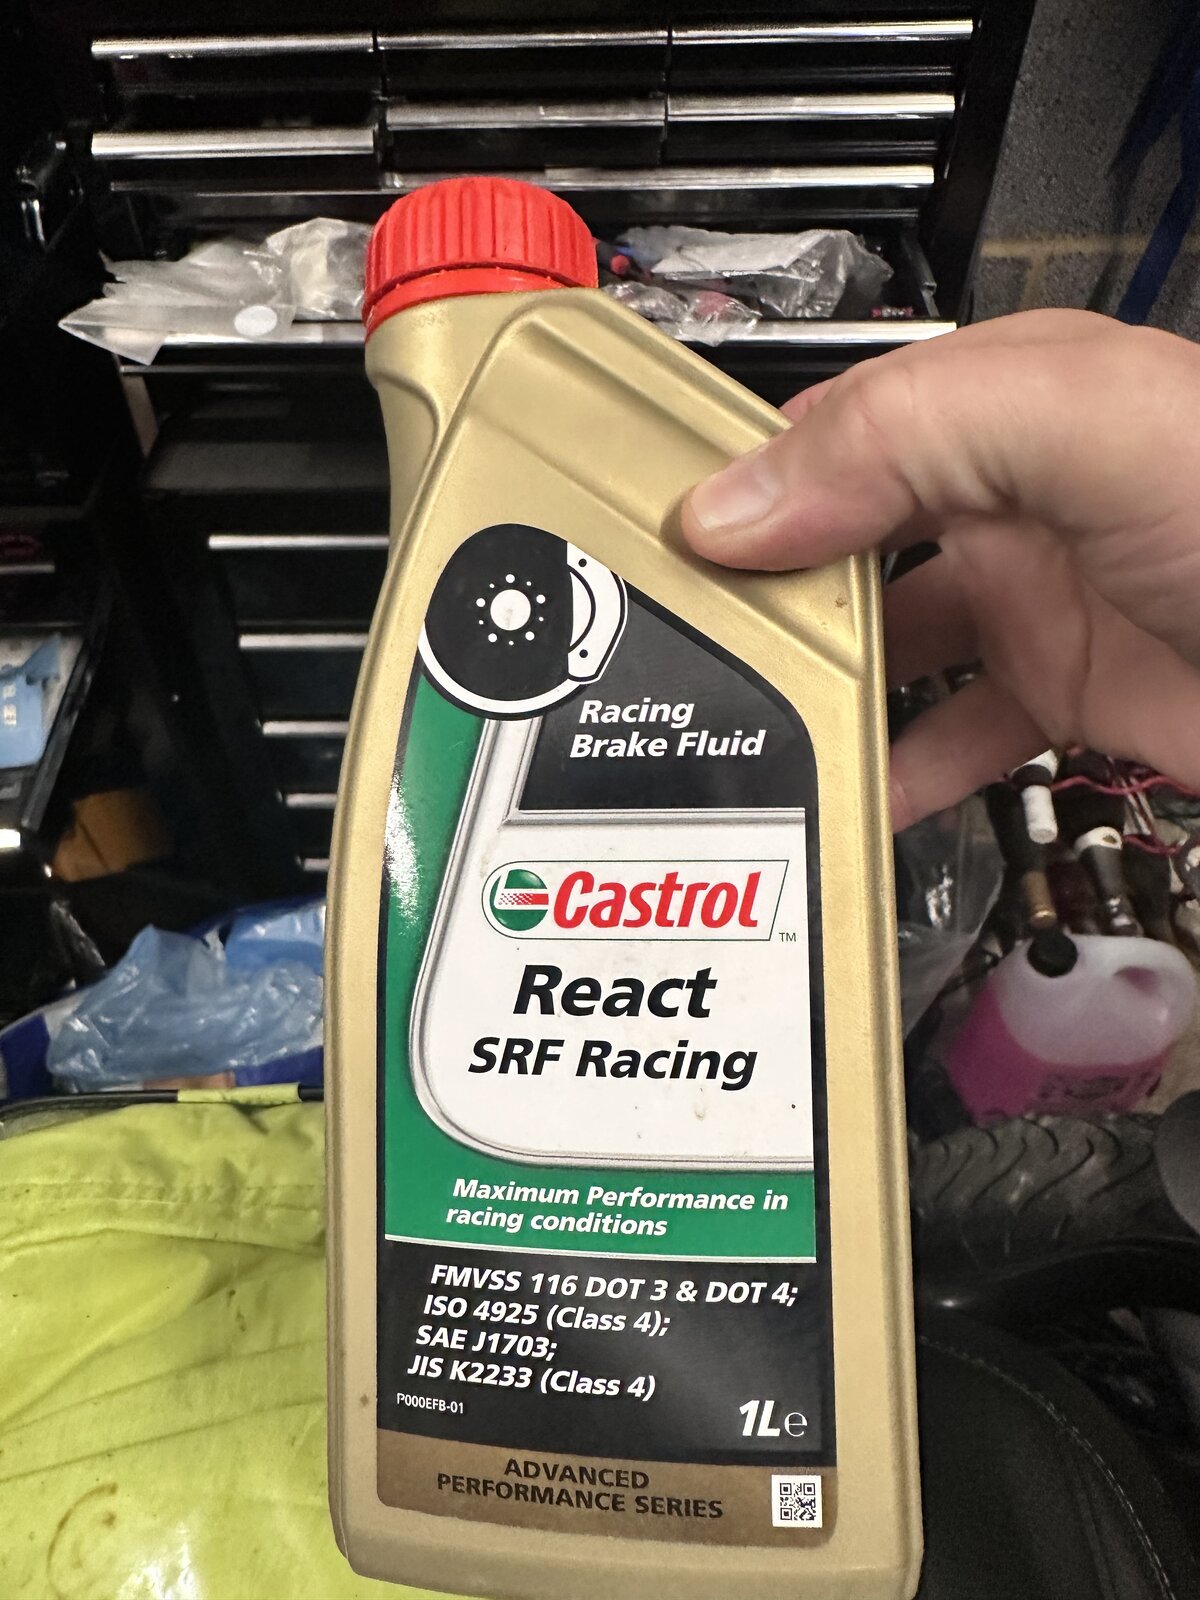 Racing
Brake Fluid
Castrol
TM
React
SRF Racing
Maximum Performance in
racing conditions
FMVSS 116 DOT 3 & DOT 4;
ISO 4925 (Class 4);
SAE J1703;
JIS K2233 (Class 4)
P000EFB-01
1L e
ADVANCED
PERFORMANCE SERIES